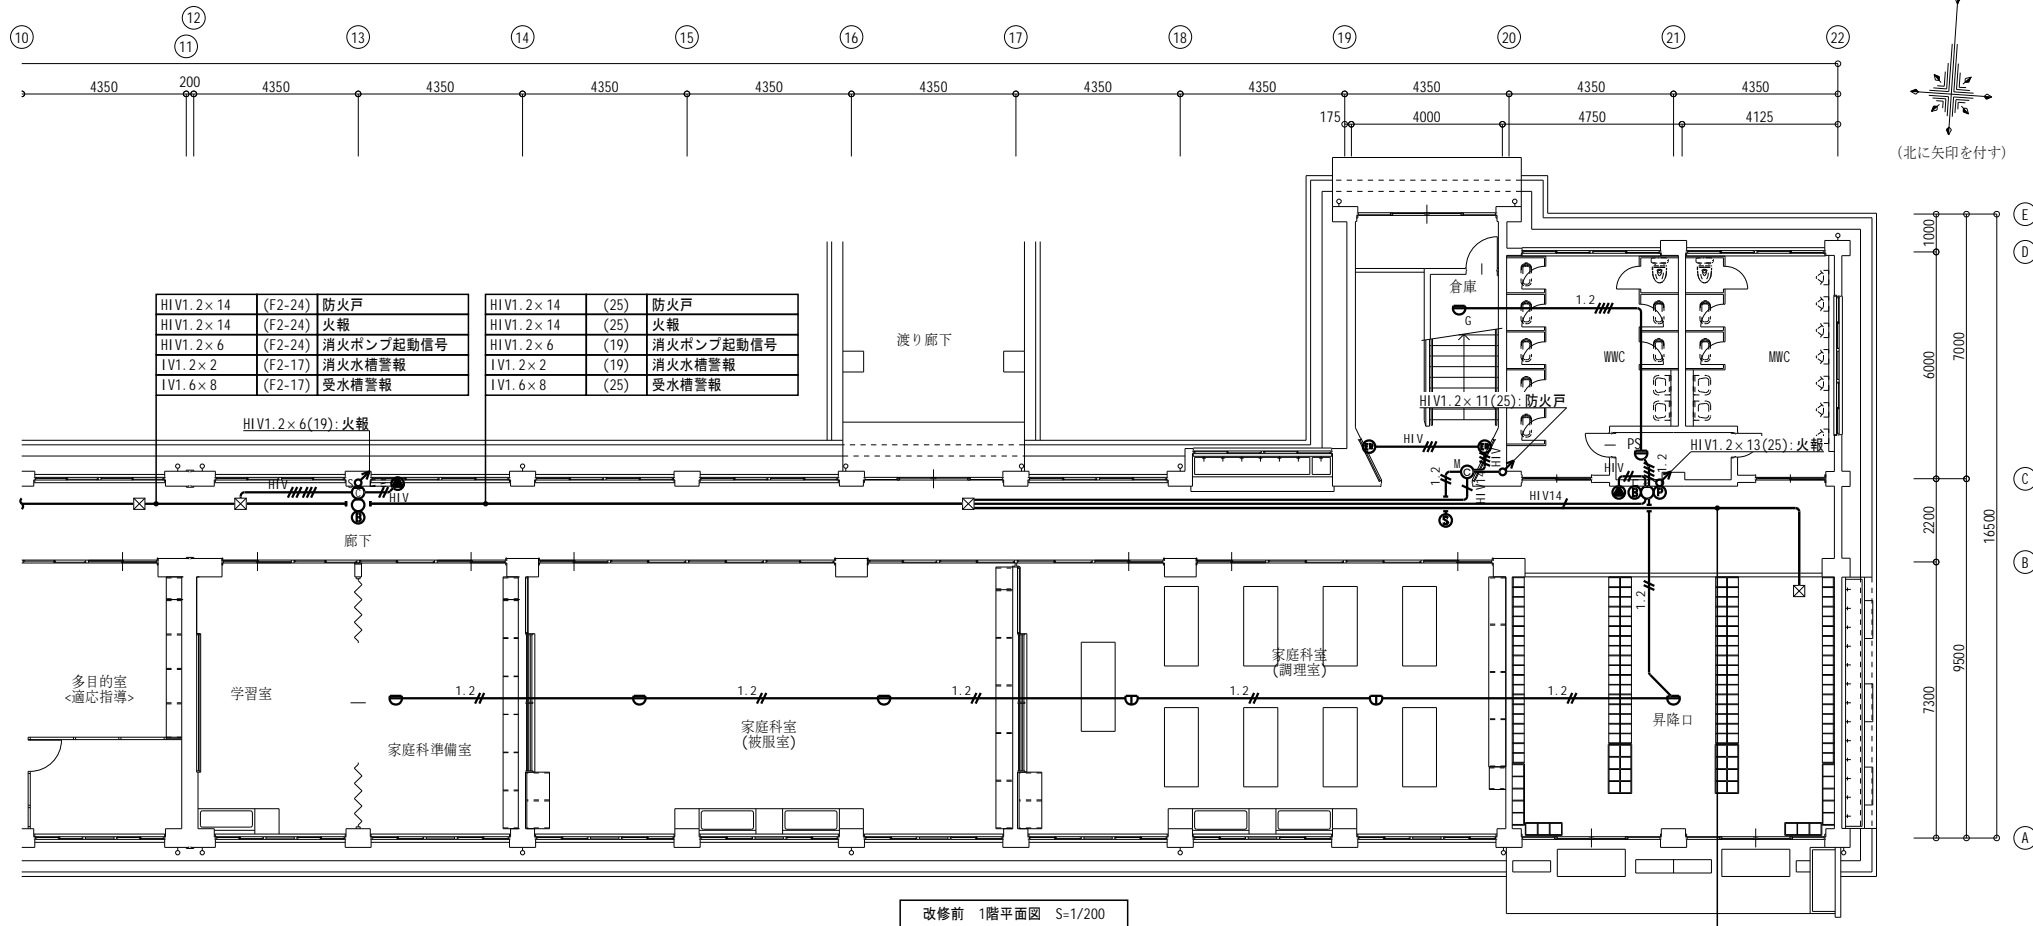 12
10 11 13 14 15 16 17 18 19 20 21 22
4350 200 4350 4350 4350 4350 4350 4350 4350 4350 4350 4350
175 4000 4750 4125
(北に矢印を付す)
E
D
C
B
A
1000
6000
7000
2200
16500
7300
9500
HIV1.2×14 (F2-24) 防火戸
HIV1.2×14 (F2-24) 火報
HIV1.2×6 (F2-24) 消火ポンプ起動信号
IV1.2×2 (F2-17) 消火水槽警報
IV1.6×8 (F2-17) 受水槽警報
HIV1.2×14 (25) 防火戸
HIV1.2×14 (25) 火報
HIV1.2×6 (19) 消火ポンプ起動信号
IV1.2×2 (19) 消火水槽警報
IV1.6×8 (25) 受水槽警報
渡り廊下
倉庫
G
1.2
WWC
MWC
HIV1.2×11(25):防火戸
HIV1.2×6(19):火報
HIV
PS
HIV1.2×13(25):火報
HIV
S
C
HIV
B
M
C
1.2
HIV
S
HIV14
HIV
1.2
B
P
廊下
1.2
多目的室
<適応指導>
学習室
家庭科準備室
家庭科室
(被服室)
家庭科室
(調理室)
昇降口
1.2
1.2
1.2
1.2
1.2
改修前 1階平面図 S=1/200